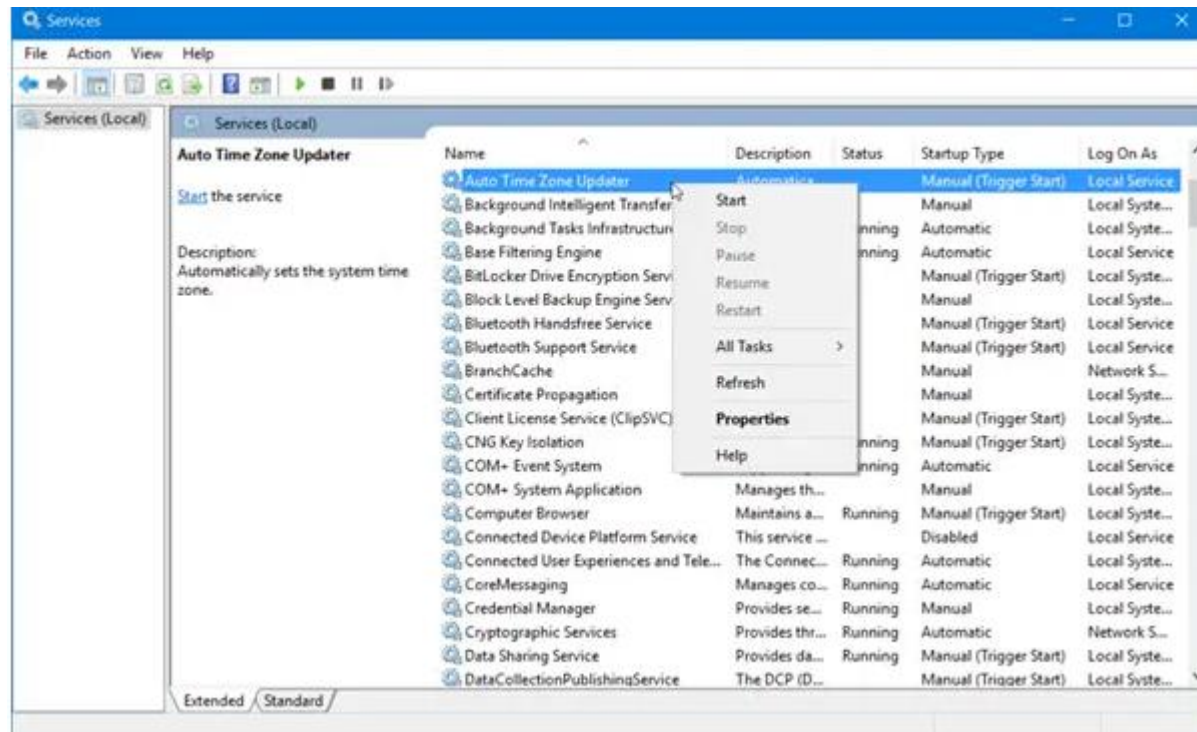 Services
File Action View Help
Services (Local)
Services (Local)
Auto Time Zone Updater
Start the service
Description:
Automatically sets the system time
zone.
Name Description Status Startup Type Log On As
Auto Time Zone Updater Automatica... Manual (Trigger Start) Local Service
Background Intelligent Transfer Manual Local Syste...
Background Tasks Infrastructure nning Automatic Local Syste...
Base Filtering Engine nning Automatic Local Service
BitLocker Drive Encryption Servi Manual (Trigger Start) Local Syste...
Block Level Backup Engine Serv Manual Local Syste...
Bluetooth Handsfree Service Manual (Trigger Start) Local Service
Bluetooth Support Service Manual (Trigger Start) Local Service
BranchCache Manual Network S...
Certificate Propagation Manual Local Syste...
Client License Service (ClipSVC) Manual (Trigger Start) Local Syste...
CNG Key Isolation nning Manual (Trigger Start) Local Syste...
COM+ Event System nning Automatic Local Service
COM+ System Application Manages th... Manual Local Syste...
Computer Browser Maintains a... Running Manual (Trigger Start) Local Syste...
Connected Device Platform Service This service ... Disabled Local Service
Connected User Experiences and Tele... The Connec... Running Automatic Local Syste...
CoreMessaging Manages co... Running Automatic Local Service
Credential Manager Provides se... Running Manual Local Syste...
Cryptographic Services Provides thr... Running Automatic Network S...
Data Sharing Service Provides da... Running Manual (Trigger Start) Local Syste...
DataCollectionPublishingService The DCP (D... Manual (Trigger Start) Local Syste...
Start
Stop
Pause
Resume
Restart
All Tasks
Refresh
Properties
Help
Extended Standard